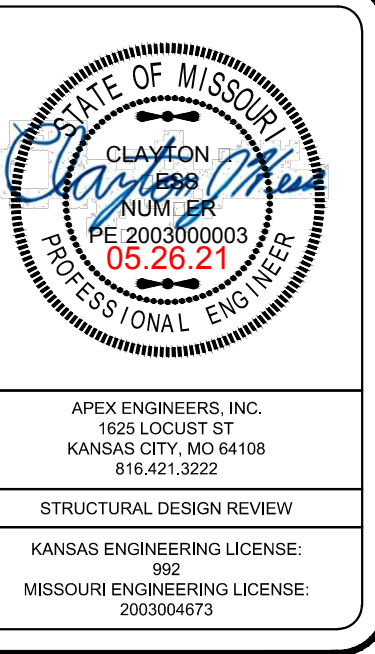 STATE OF MISSOURI
CLAYTON
NUM ER
PE 2003000003
05.26.21
PROFESSIONAL ENGINEER
APEX ENGINEERS, INC.
1625 LOCUST ST
KANSAS CITY, MO 64108
816.421.3222
STRUCTURAL DESIGN REVIEW
KANSAS ENGINEERING LICENSE:
992
MISSOURI ENGINEERING LICENSE:
2003004673